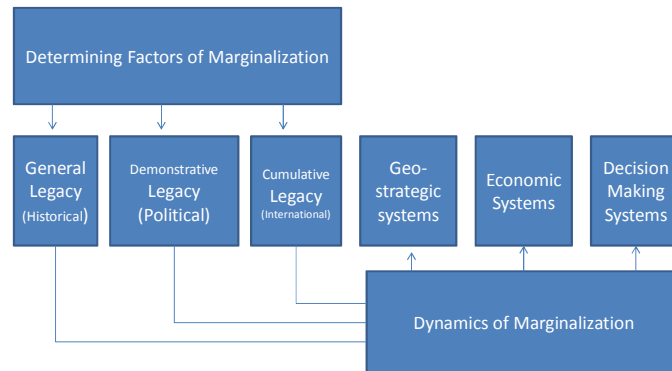 Determining Factors of Marginalization
General
Legacy
(Historical)
Demonstrative
Legacy
(Political)
Cumulative
Legacy
(International)
Geo-
strategic
systems
Economic
Systems
Decision
Making
Systems
Dynamics of Marginalization